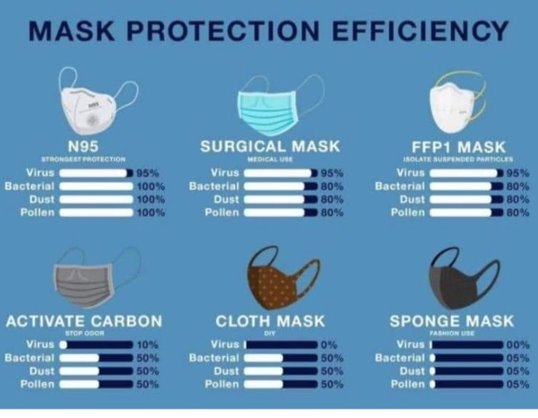 MASK PROTECTION EFFICIENCY
N95
N95
STRONGEST PROTECTION
Virus 95%
Bacterial 100%
Dust 100%
Pollen 100%
SURGICAL MASK
MEDICAL USE
Virus 95%
Bacterial 80%
Dust 80%
Pollen 80%
FFP1 MASK
ISOLATE SUSPENDED PARTICLES
Virus 95%
Bacterial 80%
Dust 80%
Pollen 80%
ACTIVATE CARBON
STOP ODOR
Virus 10%
Bacterial 50%
Dust 50%
Pollen 50%
CLOTH MASK
DIY
Virus 0%
Bacterial 50%
Dust 50%
Pollen 50%
SPONGE MASK
FASHION USE
Virus 00%
Bacterial 05%
Dust 05%
Pollen 05%